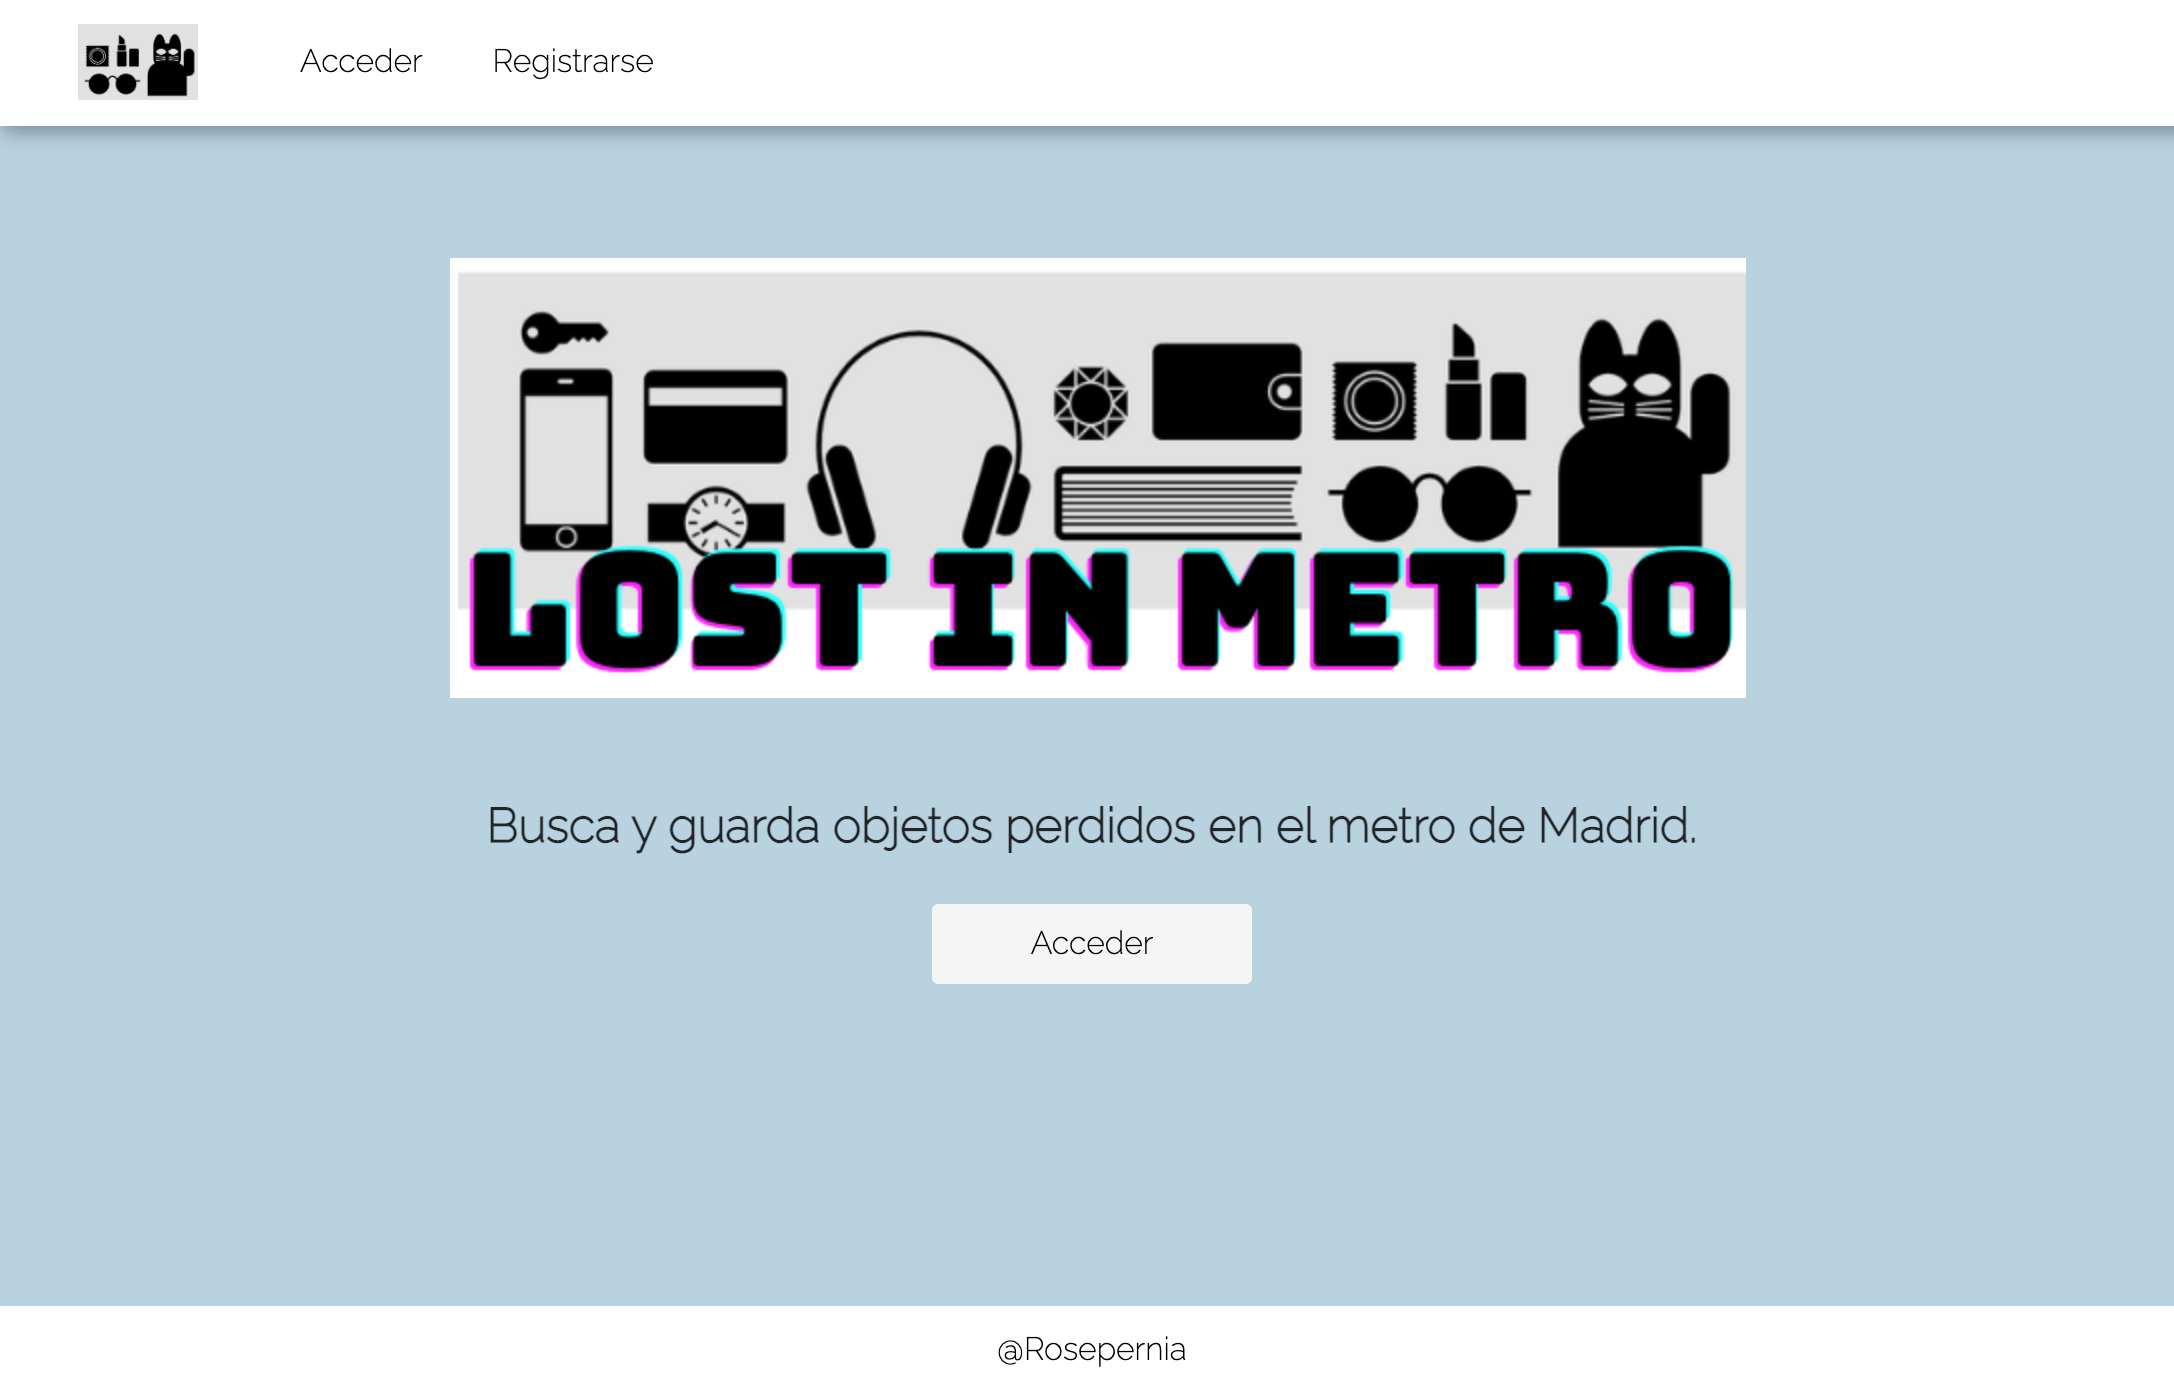 Acceder
Registrarse
LOST IN METRO
Busca y guarda objetos perdidos en el metro de Madrid.
Acceder
@Rosepernia